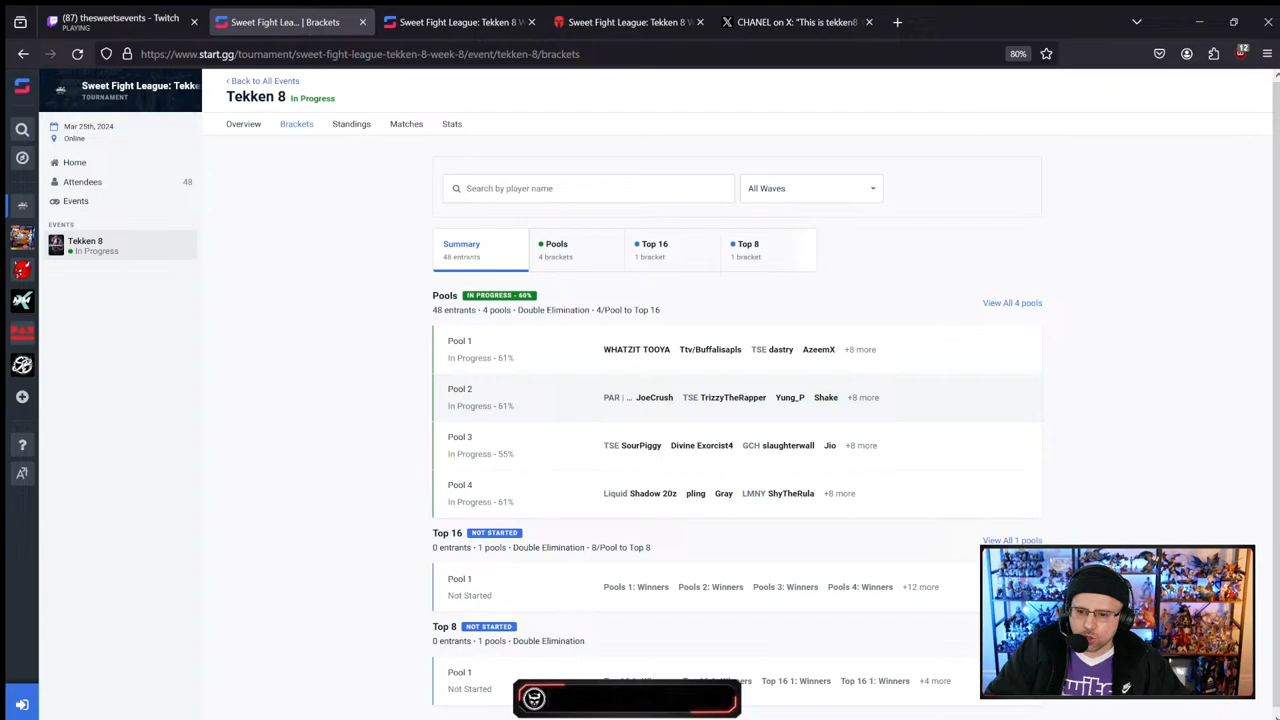 (87) thesweetsevents - Twitch
PLAYING
Sweet Fight League: Tekken 8 W
Sweet Fight League: Tekken 8 W
CHANEL on X: "This is tekken8
https://www.start.gg/tournament/sweet-fight-league-tekken-8-week-8/event/tekken-8/brackets
80%
12
Sweet Fight League: Tekke
TOURNAMENT
Mar 25th, 2024
Online
Home
Attendees 48
Events
EVENTS
Tekken 8
In Progress
‹ Back to All Events
Tekken 8 In Progress
Overview Brackets Standings Matches Stats
Search by player name All Waves
Summary Pools Top 16 Top 8
48 entrants 4 brackets 1 bracket 1 bracket
Pools IN PROGRESS - 60%
View All 4 pools
48 entrants • 4 pools • Double Elimination • 4/Pool to Top 16
Pool 1
In Progress - 61%
WHATZIT TOOYA Ttv/Buffalisapls TSE dastry AzeemX +8 more
Pool 2
In Progress - 61%
PAR | ... JoeCrush TSE TrizzyTheRapper Yung_P Shake +8 more
Pool 3
In Progress - 55%
TSE SourPiggy Divine Exorcist4 GCH slaughterwall Jio +8 more
Pool 4
In Progress - 61%
Liquid Shadow 20z pling Gray LMNY ShyTheRula +8 more
Top 16 NOT STARTED
View All 1 pools
0 entrants • 1 pools • Double Elimination • 8/Pool to Top 8
Pool 1
Not Started
Pools 1: Winners Pools 2: Winners Pools 3: Winners Pools 4: Winners +12 more
Top 8 NOT STARTED
0 entrants • 1 pools • Double Elimination
Pool 1
Not Started
Top 16 1: Winners Top 16 1: Winners +4 more